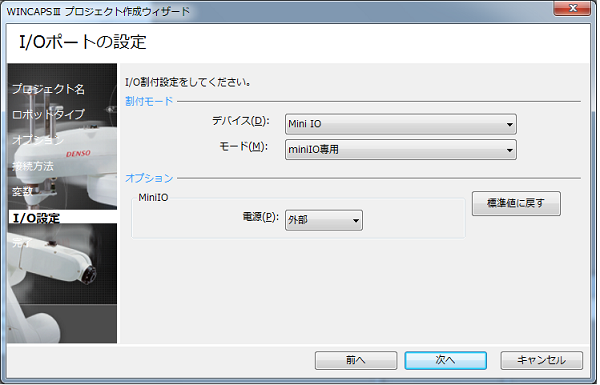 WINCAPSⅢ プロジェクト作成ウィザード
I/Oポートの設定
プロジェクト名
ロボットタイプ
オプション
接続方法
変数
I/O設定
DENSO
I/O割付設定をしてください。
割付モード
デバイス(D):
Mini IO
モード(M):
miniIO専用
オプション
MiniIO
電源(P):
外部
標準値に戻す
前へ
次へ
キャンセル